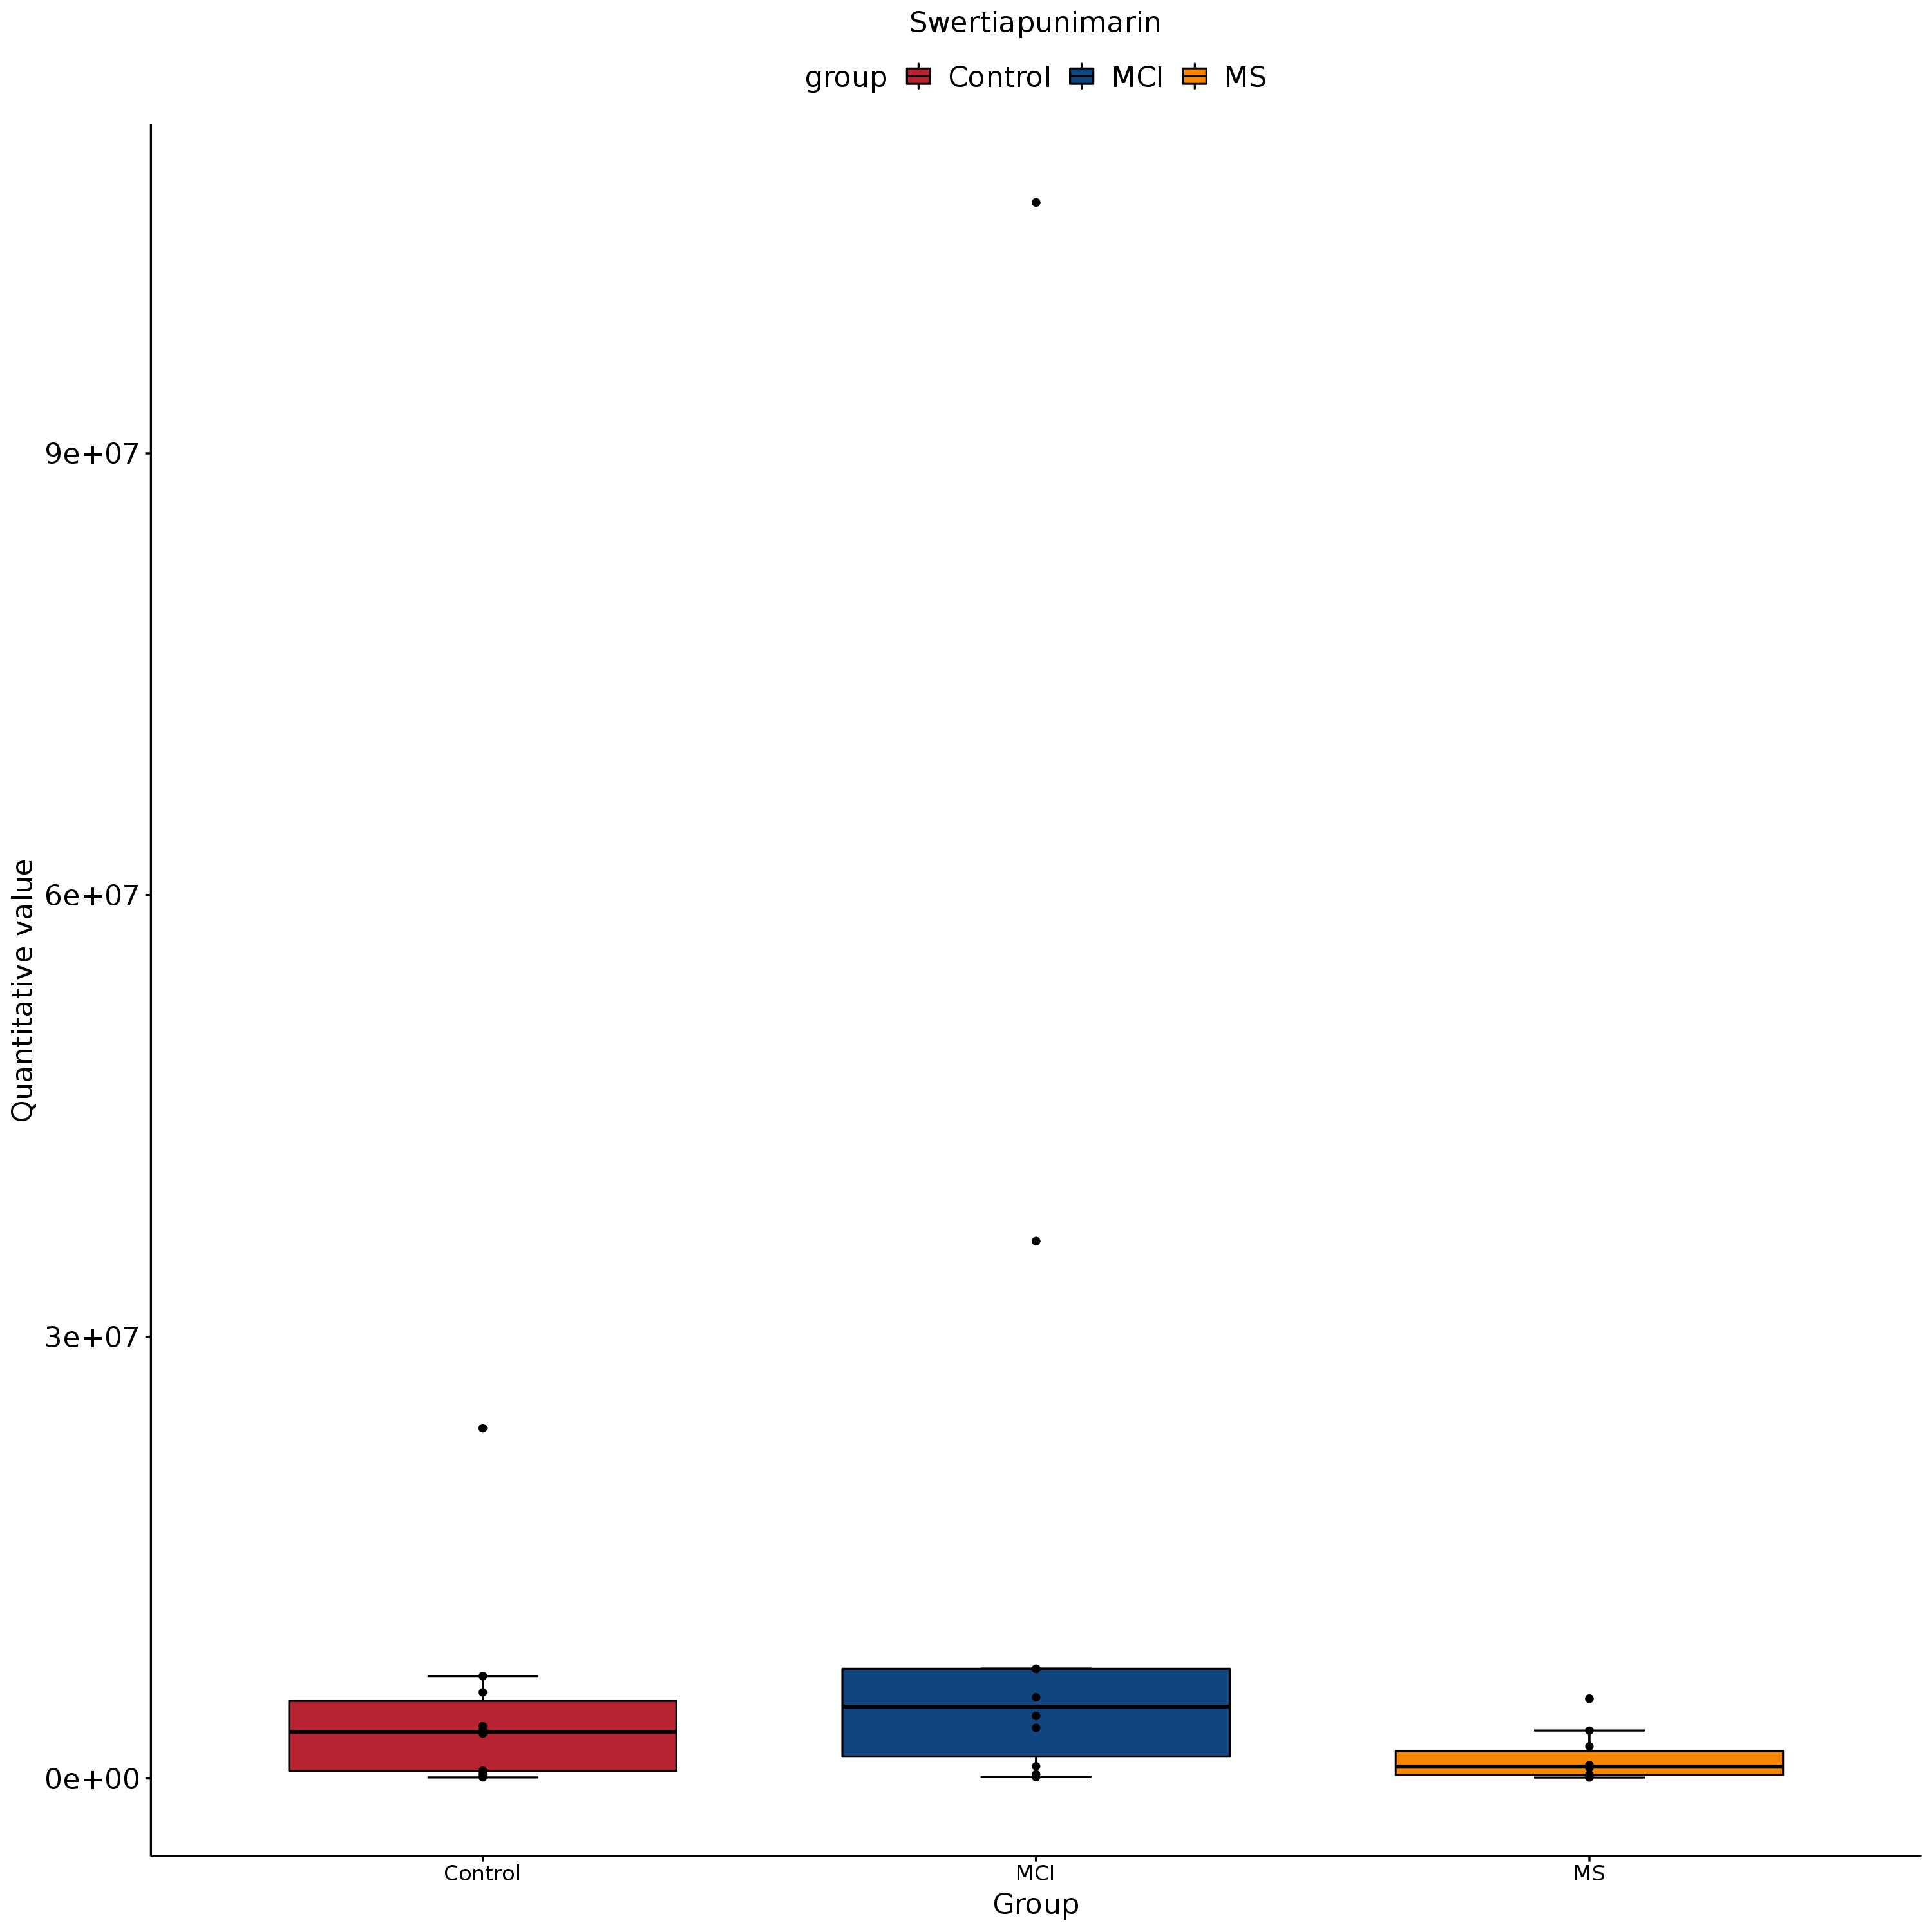 Swertiapunimarin
group Control MCI MS
Quantitative value
9e+07
6e+07
3e+07
0e+00
Control MCI MS
Group